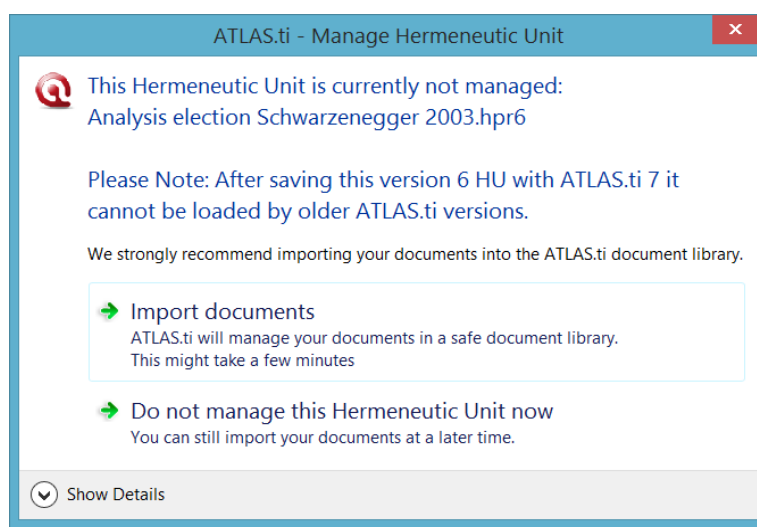 ATLAS.ti - Manage Hermeneutic Unit
This Hermeneutic Unit is currently not managed:
Analysis election Schwarzenegger 2003.hpr6
Please Note: After saving this version 6 HU with ATLAS.ti 7 it
cannot be loaded by older ATLAS.ti versions.
We strongly recommend importing your documents into the ATLAS.ti document library.
Import documents
ATLAS.ti will manage your documents in a safe document library.
This might take a few minutes
Do not manage this Hermeneutic Unit now
You can still import your documents at a later time.
Show Details